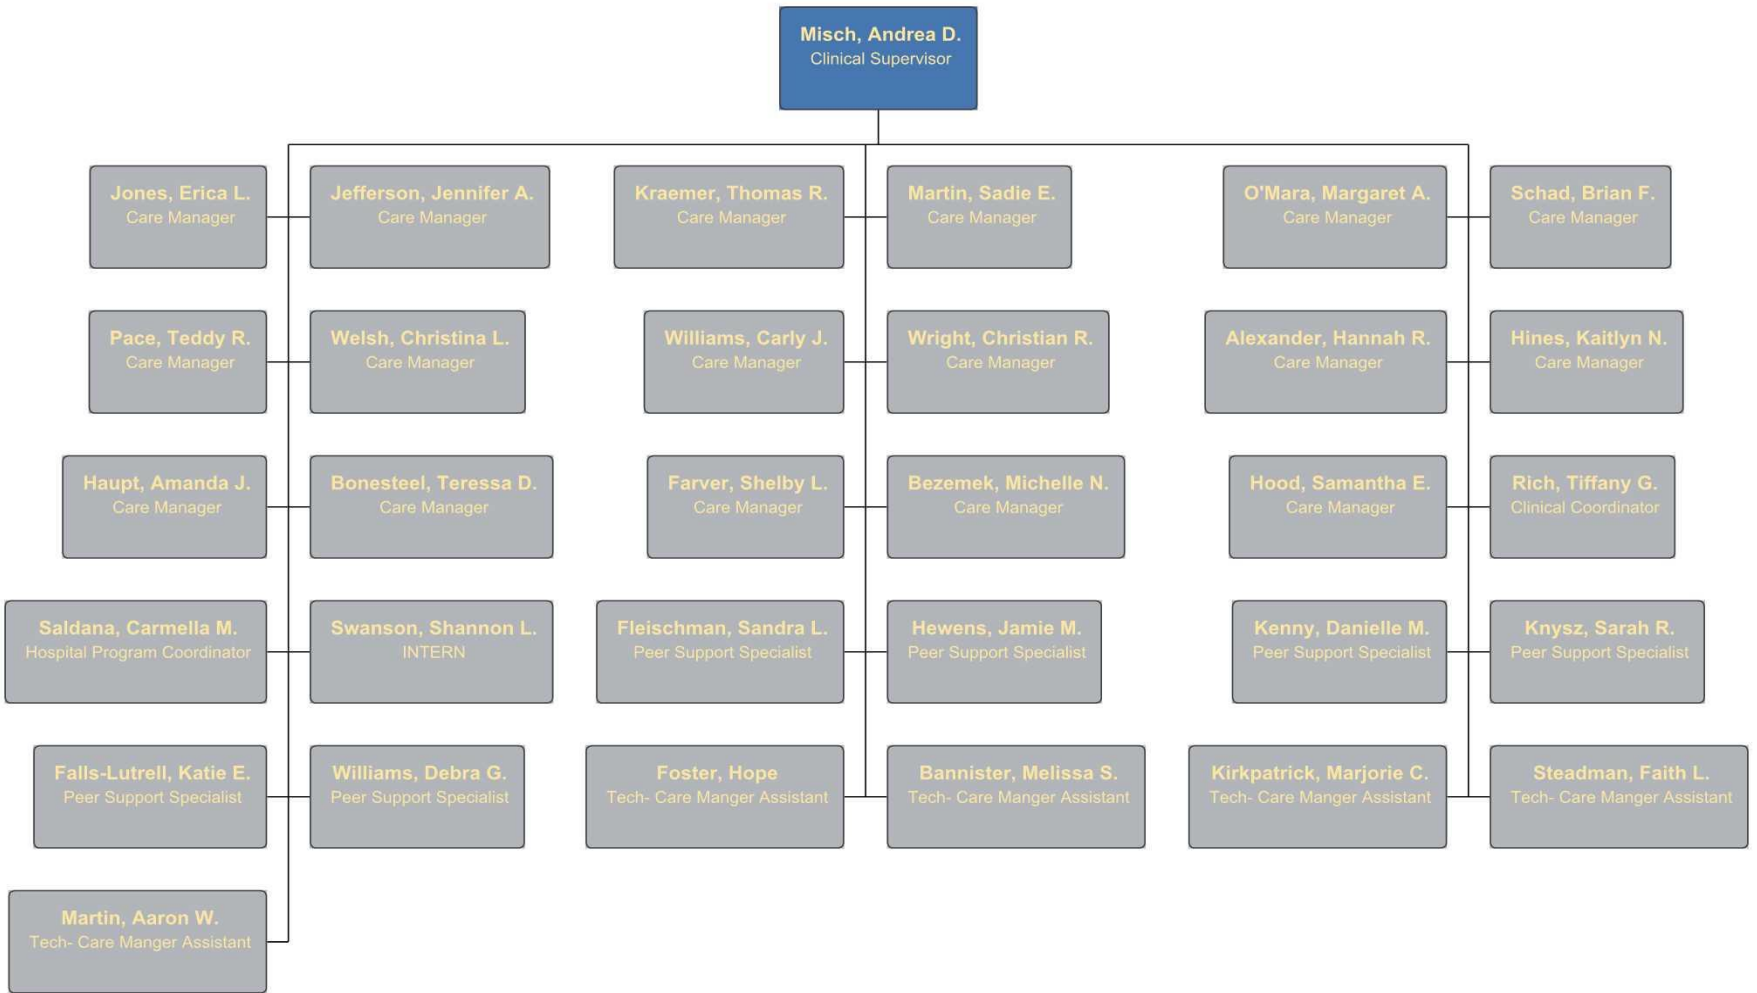 Misch, Andrea D.
Clinical Supervisor
Jones, Erica L.
Care Manager
Jefferson, Jennifer A.
Care Manager
Kraemer, Thomas R.
Care Manager
Martin, Sadie E.
Care Manager
O'Mara, Margaret A.
Care Manager
Schad, Brian F.
Care Manager
Pace, Teddy R.
Care Manager
Welsh, Christina L.
Care Manager
Williams, Carly J.
Care Manager
Wright, Christian R.
Care Manager
Alexander, Hannah R.
Care Manager
Hines, Kaitlyn N.
Care Manager
Haupt, Amanda J.
Care Manager
Bonesteel, Teressa D.
Care Manager
Farver, Shelby L.
Care Manager
Bezemek, Michelle N.
Care Manager
Hood, Samantha E.
Care Manager
Rich, Tiffany G.
Clinical Coordinator
Saldana, Carmella M.
Hospital Program Coordinator
Swanson, Shannon L.
INTERN
Fleischman, Sandra L.
Peer Support Specialist
Hewens, Jamie M.
Peer Support Specialist
Kenny, Danielle M.
Peer Support Specialist
Knysz, Sarah R.
Peer Support Specialist
Falls-Lutrell, Katie E.
Peer Support Specialist
Williams, Debra G.
Peer Support Specialist
Foster, Hope
Tech- Care Manger Assistant
Bannister, Melissa S.
Tech- Care Manger Assistant
Kirkpatrick, Marjorie C.
Tech- Care Manger Assistant
Steadman, Faith L.
Tech- Care Manger Assistant
Martin, Aaron W.
Tech- Care Manger Assistant